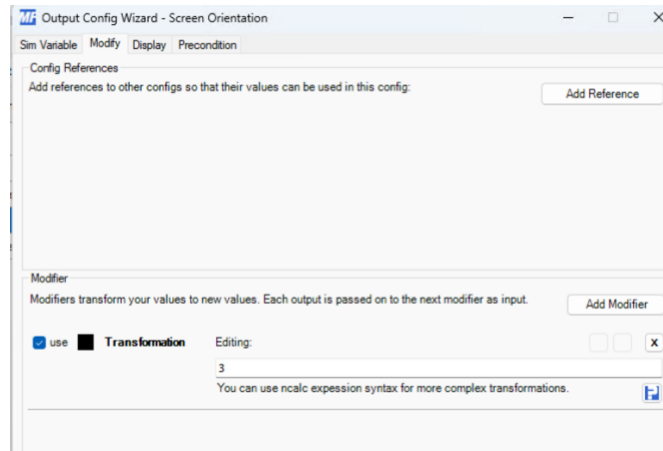 MF Output Config Wizard - Screen Orientation
Sim Variable Modify Display Precondition
Config References
Add references to other configs so that their values can be used in this config:
Add Reference
Modifier
Modifiers transform your values to new values. Each output is passed on to the next modifier as input.
Add Modifier
use Transformation Editing:
X
3
You can use ncalc expession syntax for more complex transformations.